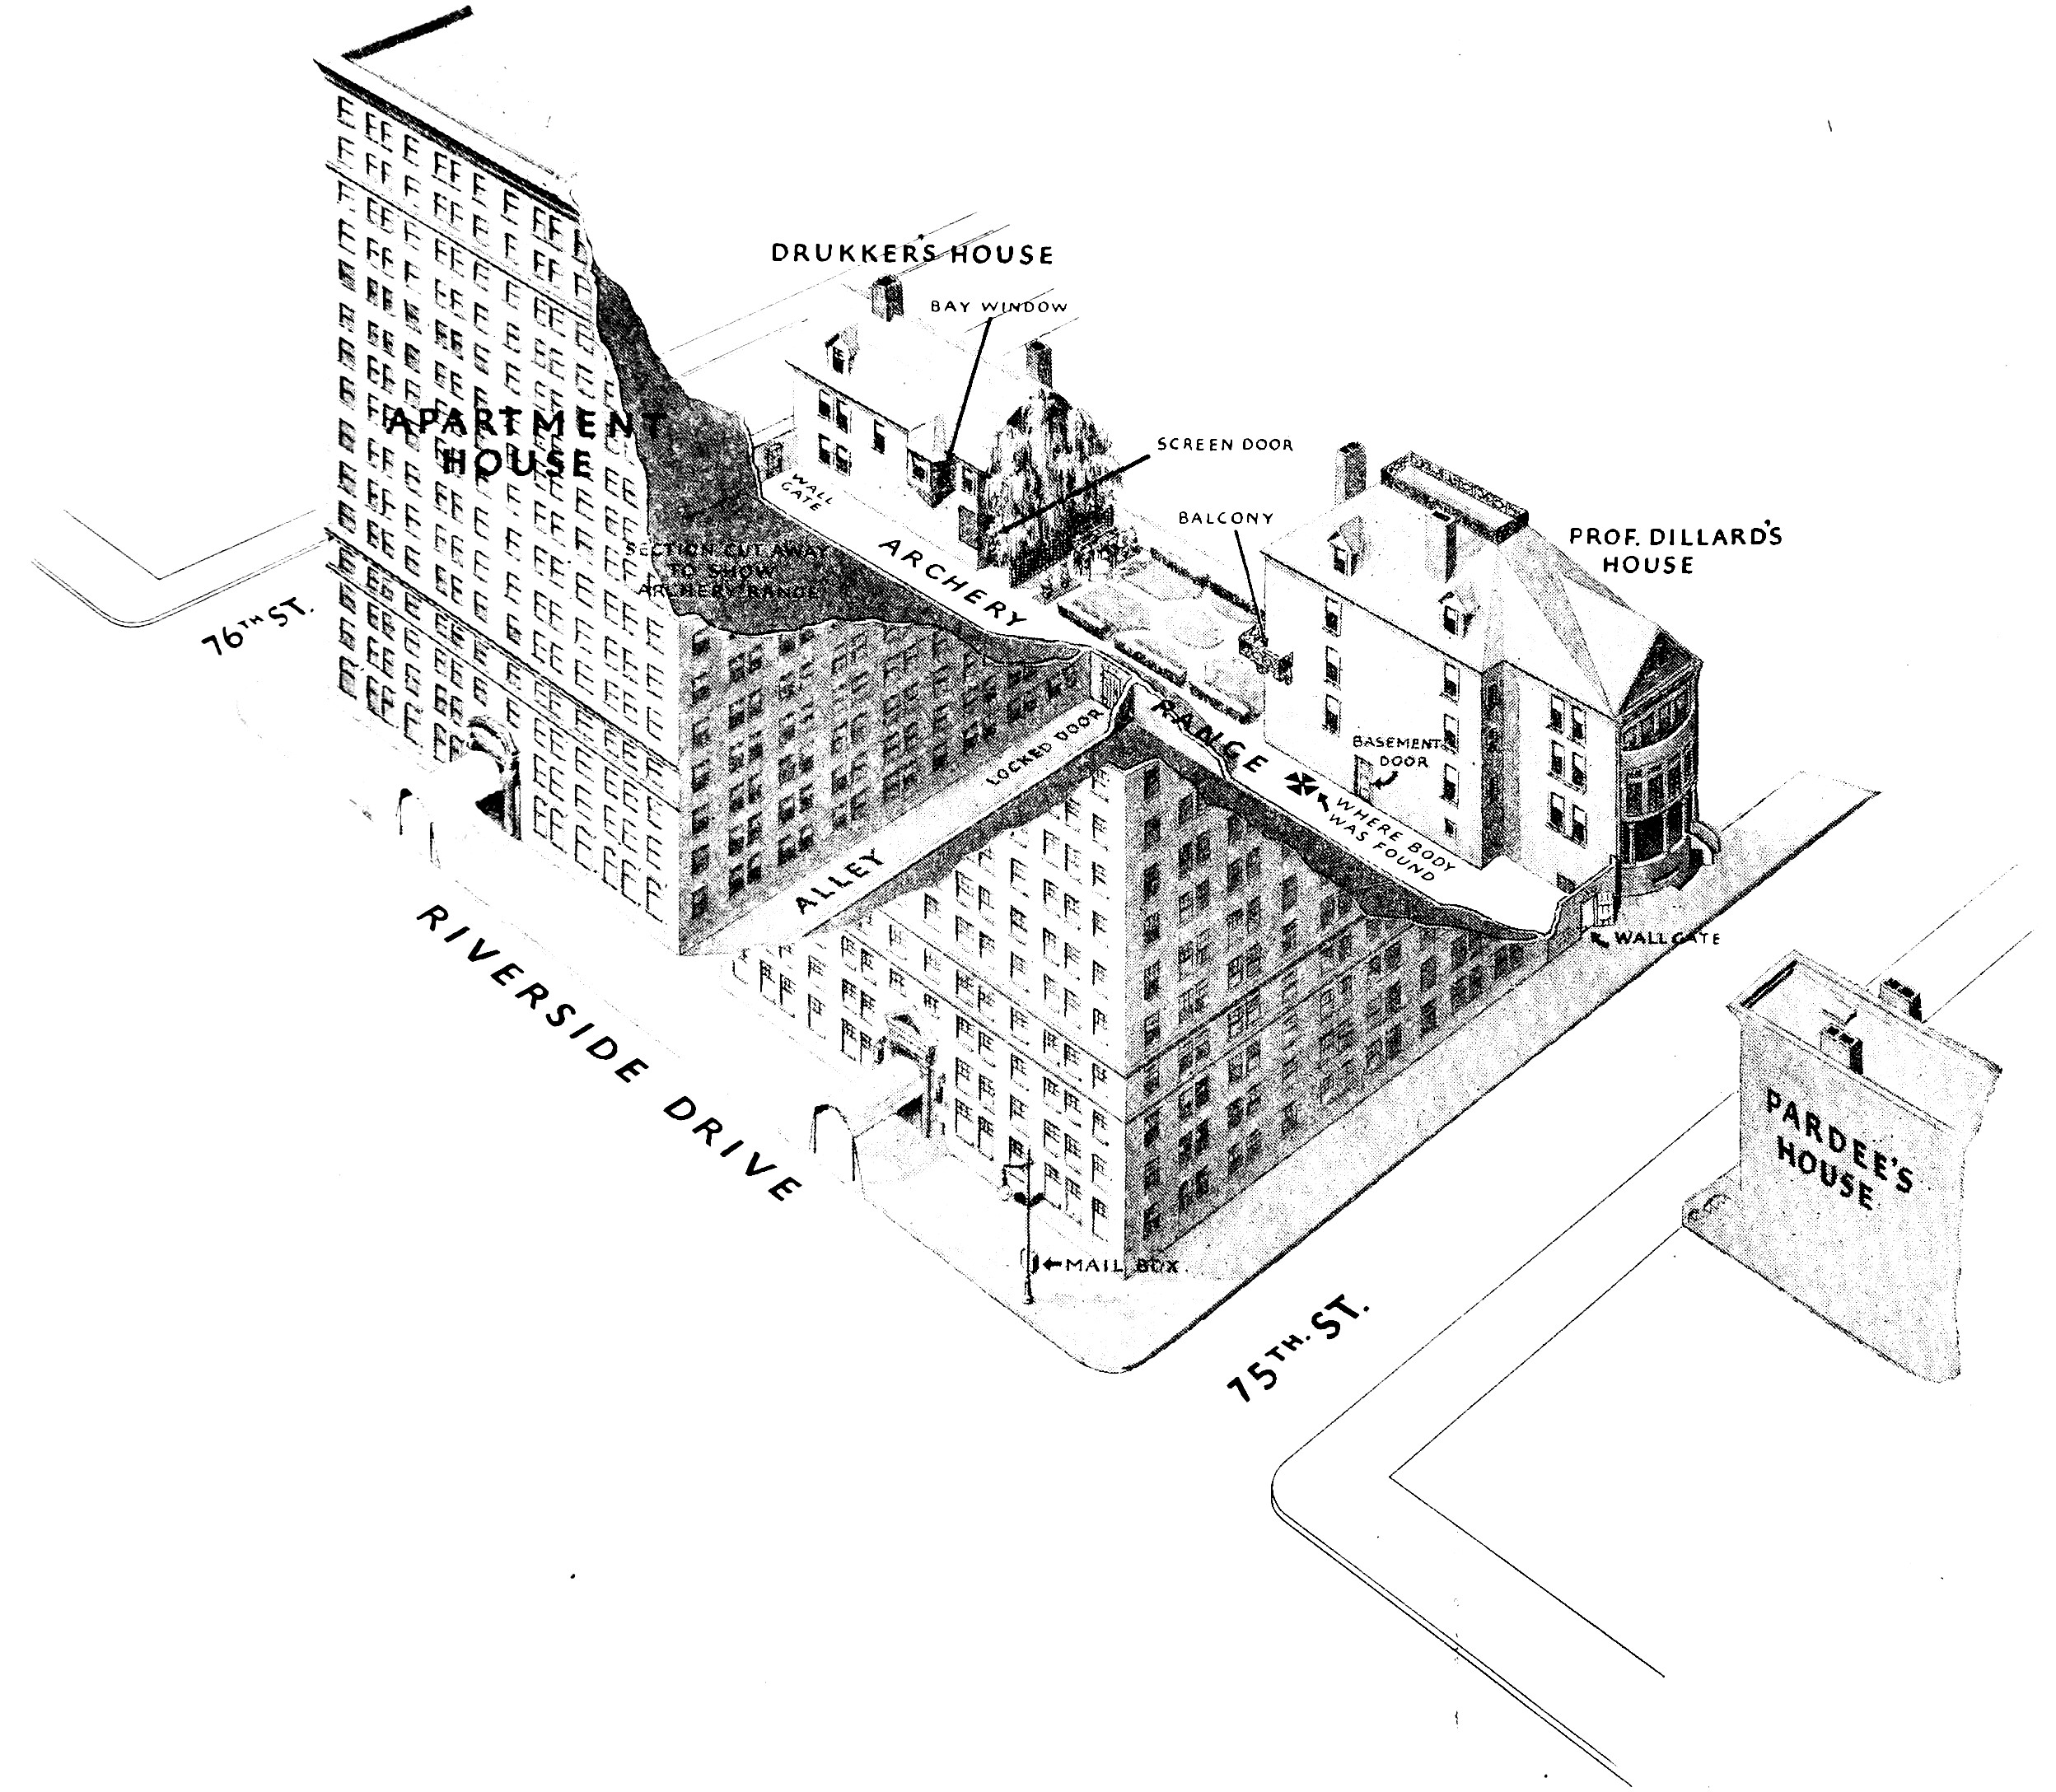 DRUKKERS HOUSE
BAY WINDOW
SCREEN DOOR
APARTMENT
HOUSE
WALL
GATE
BALCONY
PROF. DILLARD'S
HOUSE
SECTION CUT AWAY
TO SHOW
ARCHERY RANGE
ARCHERY
RANGE
76TH ST.
LOCKED DOOR
BASEMENT
DOOR
WHERE BODY
WAS FOUND
ALLEY
WALL GATE
RIVERSIDE DRIVE
PARDEE'S
HOUSE
MAIL BOX
75TH. ST.